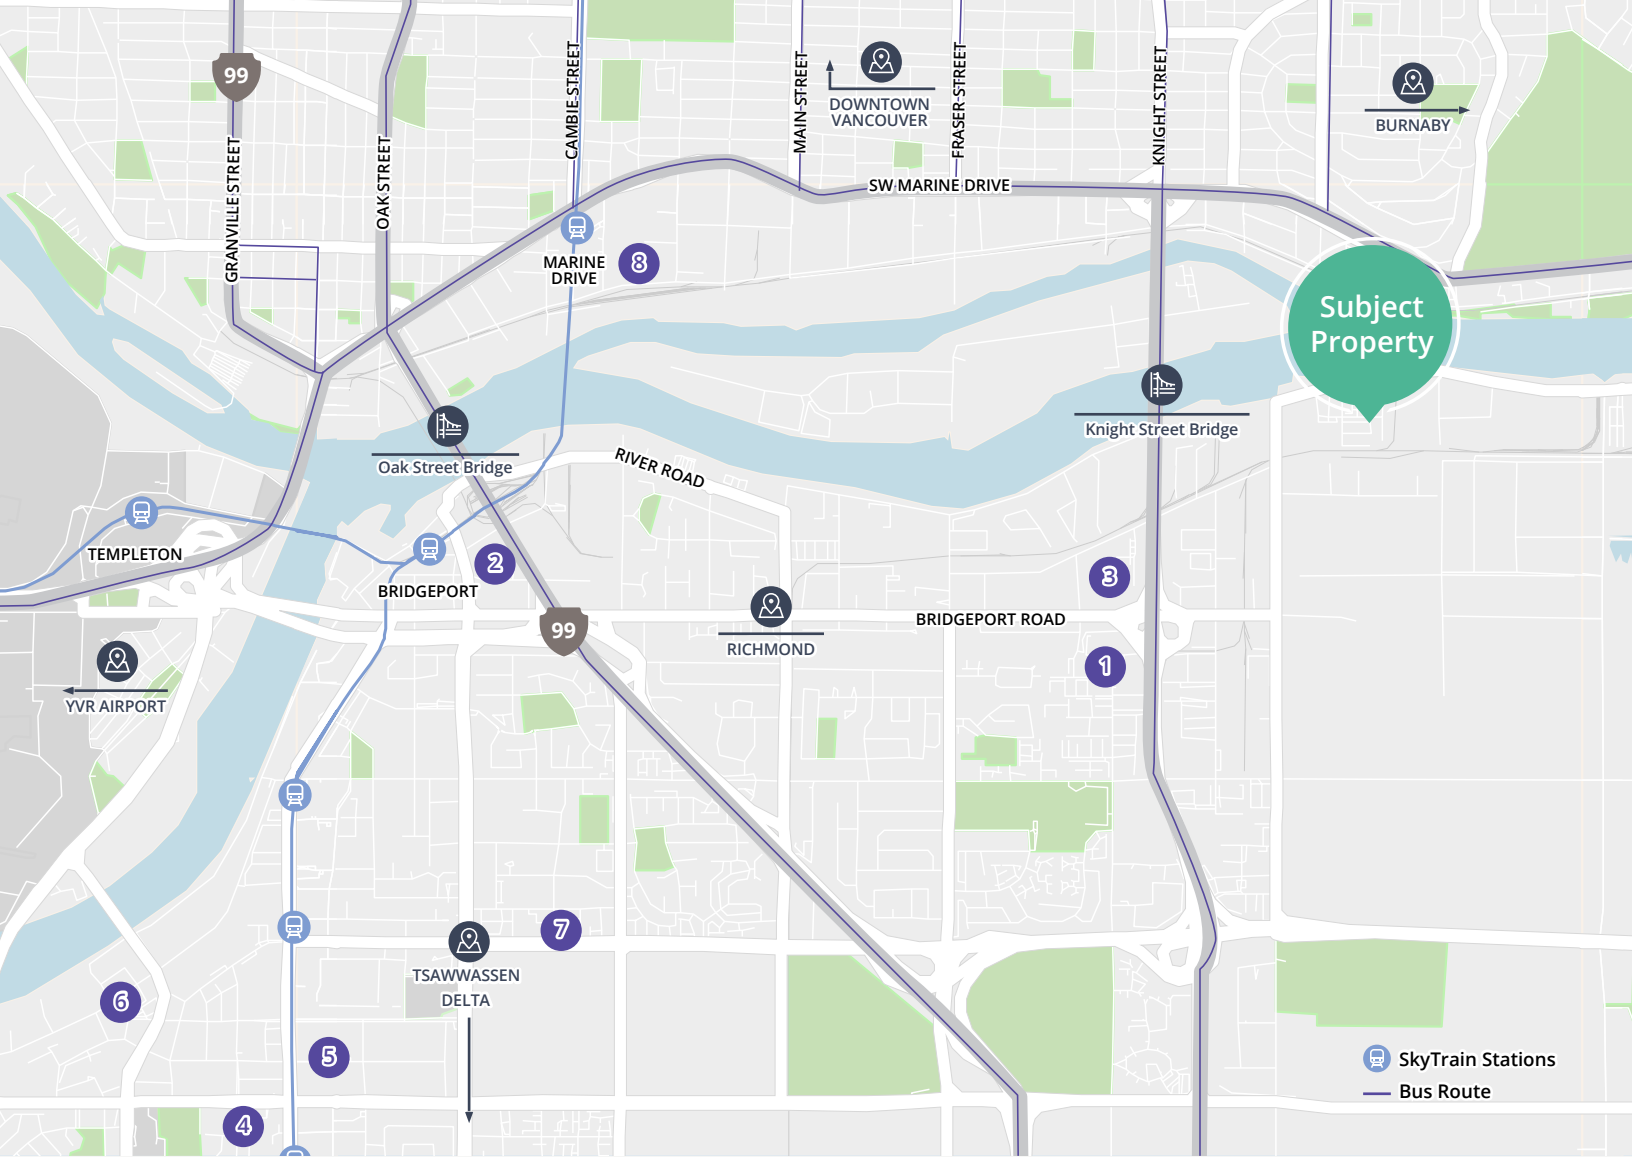 99
GRANVILLE STREET
OAK STREET
CAMBIE STREET
MAIN STREET
DOWNTOWN
VANCOUVER
FRASER STREET
KNIGHT STREET
BURNABY
SW MARINE DRIVE
MARINE
DRIVE
8
Subject
Property
Oak Street Bridge
Knight Street Bridge
RIVER ROAD
TEMPLETON
BRIDGEPORT
2
3
99
RICHMOND
BRIDGEPORT ROAD
1
YVR AIRPORT
7
TSAWWASSEN
DELTA
6
5
4
SkyTrain Stations
Bus Route